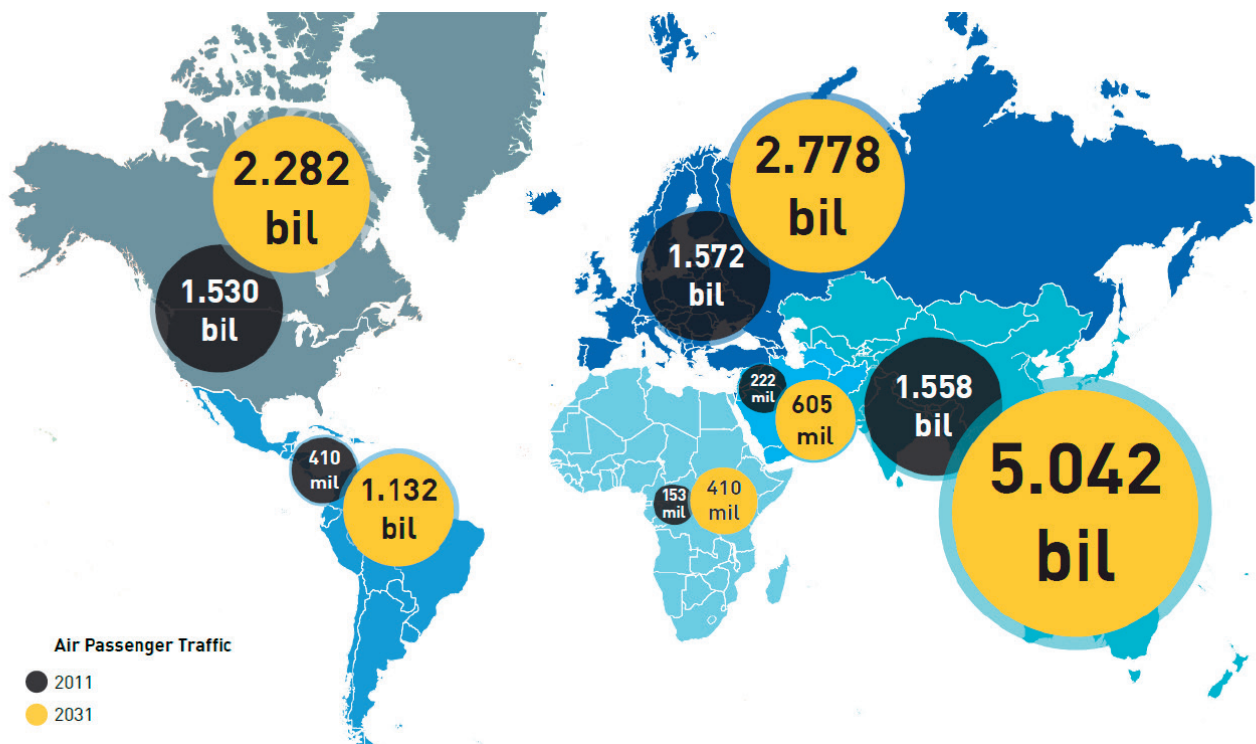 2.282
bil
1.530
bil
2.778
bil
1.572
bil
222
mil
605
mil
1.558
bil
5.042
bil
410
mil
1.132
bil
153
mil
410
mil
Air Passenger Traffic
2011
2031